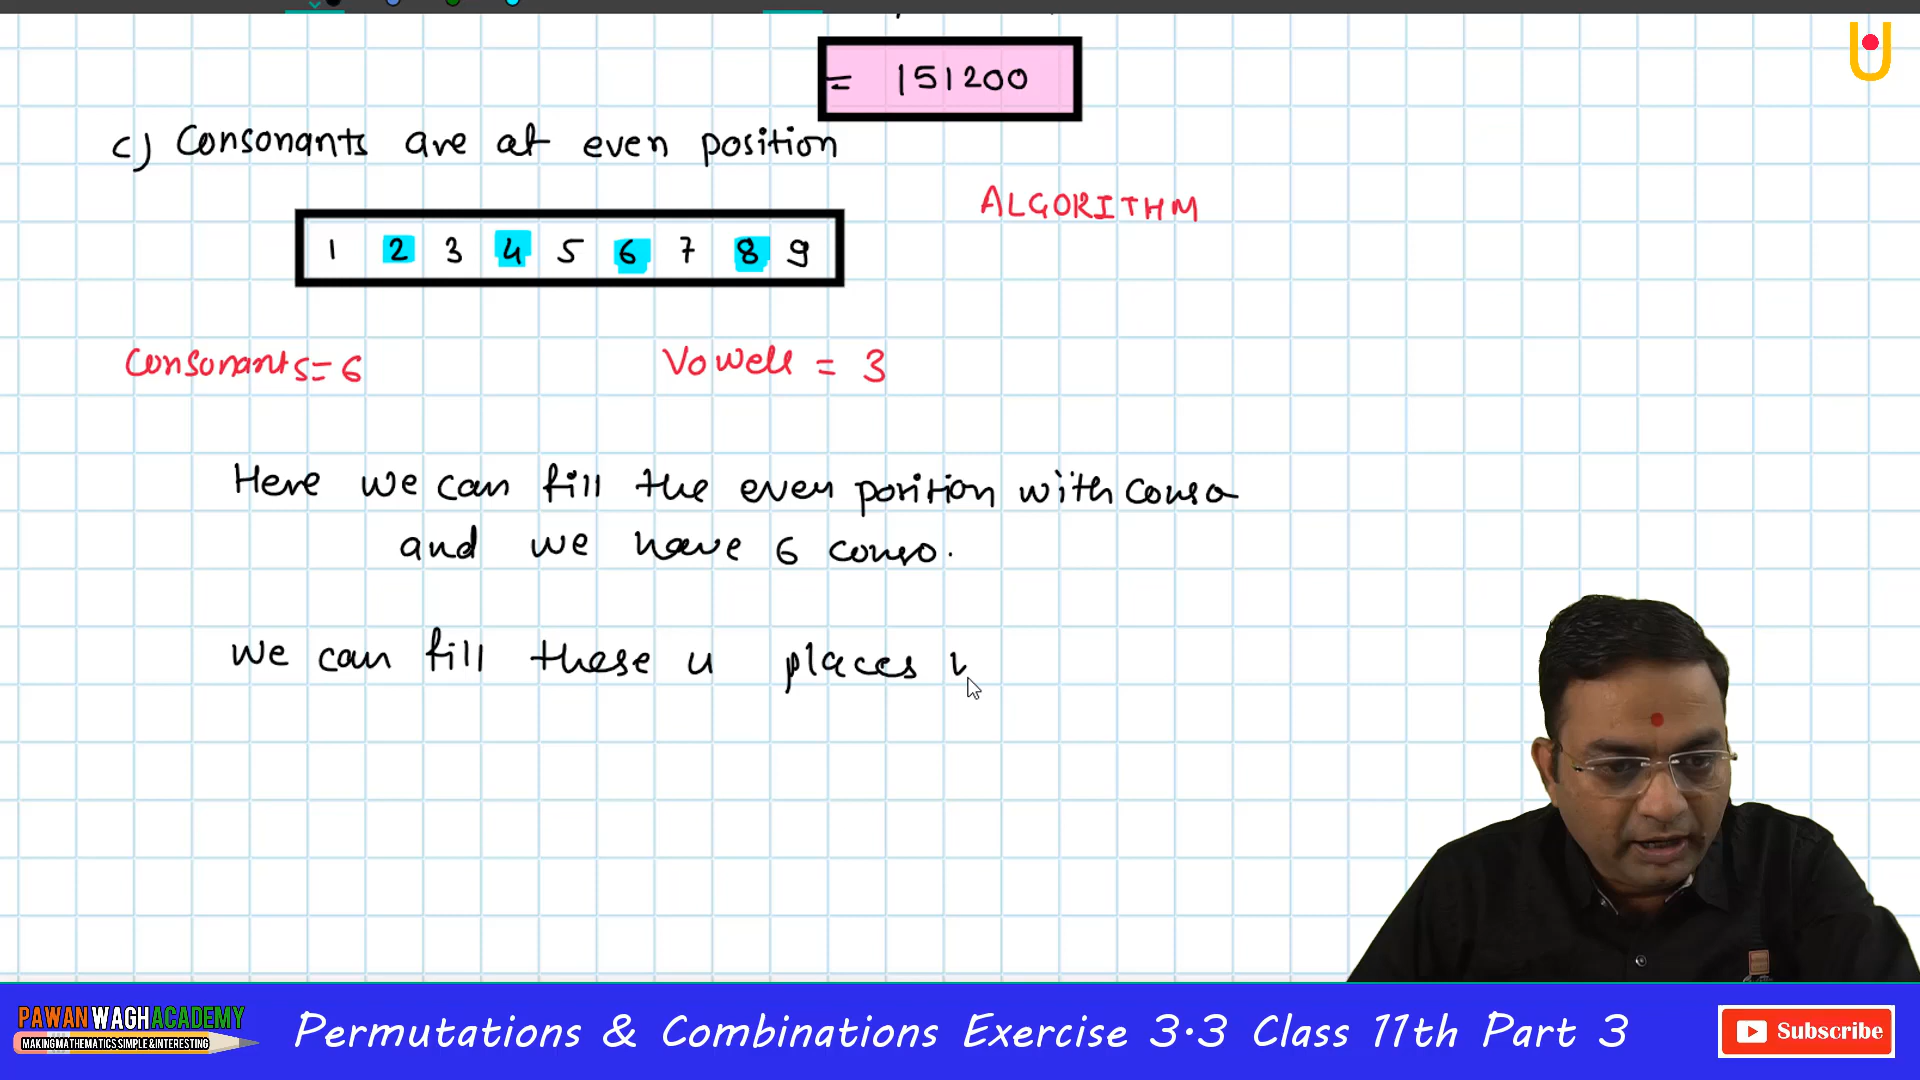 = 151200
c) Consonants are at even position
ALGORITHM
1 2 3 4 5 6 7 8 9
Consonants=6
Vowels = 3
Here we can fill the even position with conso
and we have 6 conso.
we can fill these 4 places
PAWAN WAGH ACADEMY
MAKING MATHEMATICS SIMPLE & INTERESTING
Permutations & Combinations Exercise 3.3 Class 11th Part 3
Subscribe